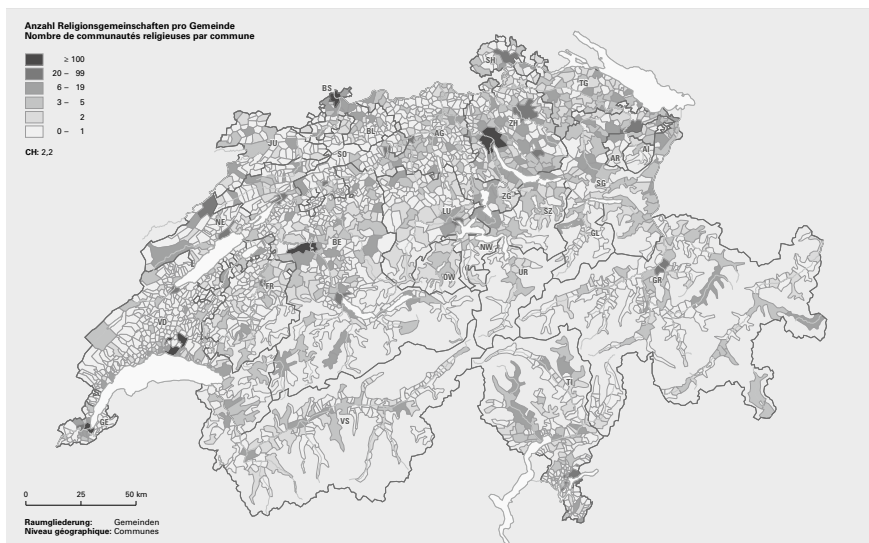 Anzahl Religionsgemeinschaften pro Gemeinde
Nombre de communautés religieuses par commune
≥ 100
20 – 99
6 – 19
3 – 5
2
0 – 1
CH: 2,2
SH
TG
BS
BL
AG
ZH
JU
SO
AR
AI
SG
ZG
LU
SZ
NE
BE
NW
GL
OW
UR
FR
GR
VD
TI
GE
VS
0 25 50 km
Raumgliederung: Gemeinden
Niveau géographique: Communes